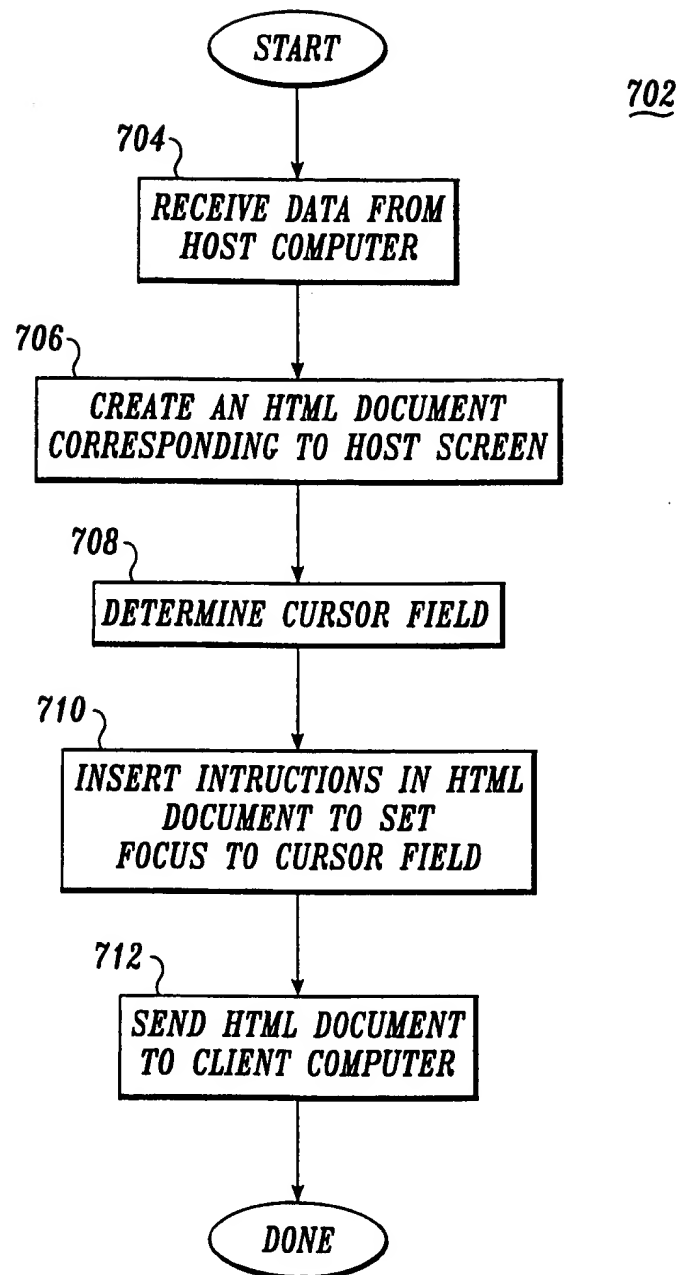 START
702
704
RECEIVE DATA FROM
HOST COMPUTER
706
CREATE AN HTML DOCUMENT
CORRESPONDING TO HOST SCREEN
708
DETERMINE CURSOR FIELD
710
INSERT INTRUCTIONS IN HTML
DOCUMENT TO SET
FOCUS TO CURSOR FIELD
712
SEND HTML DOCUMENT
TO CLIENT COMPUTER
DONE